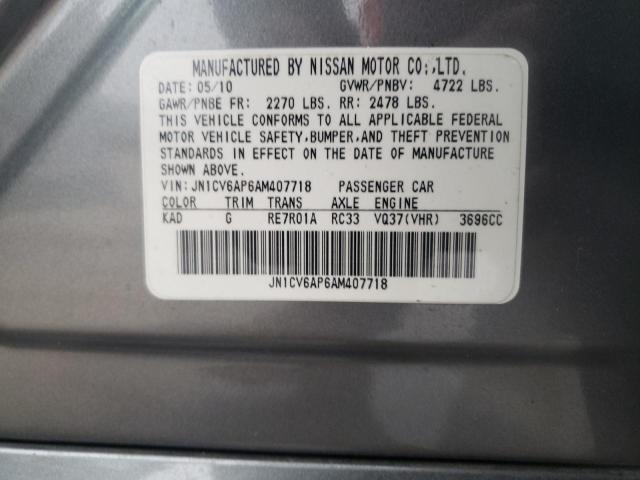 MANUFACTURED BY NISSAN MOTOR CO.,LTD.
DATE: 05/10 GVWR/PNBV: 4722 LBS.
GAWR/PNBE FR: 2270 LBS. RR: 2478 LBS.
THIS VEHICLE CONFORMS TO ALL APPLICABLE FEDERAL
MOTOR VEHICLE SAFETY,BUMPER,AND THEFT PREVENTION
STANDARDS IN EFFECT ON THE DATE OF MANUFACTURE
SHOWN ABOVE.
VIN: JN1CV6AP6AM407718 PASSENGER CAR
COLOR TRIM TRANS AXLE ENGINE
KAD G RE7R01A RC33 VQ37(VHR) 3696CC
JN1CV6AP6AM407718